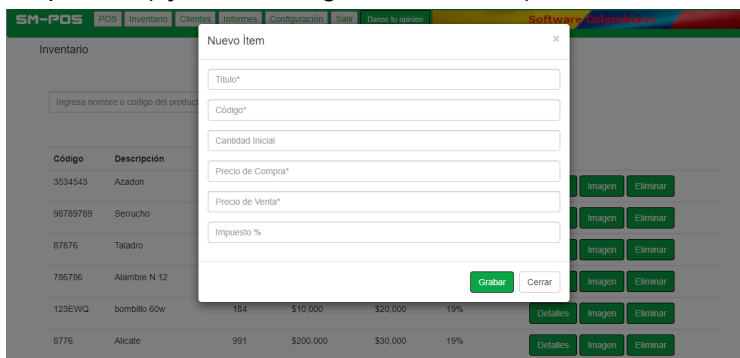 SM-POS POS Inventario Clientes Informes Configuración Salir Danos tu opinion Software Colombiano
Inventario
Nuevo Ítem ×
Titulo*
Ingresa nombre o codigo del produc
Código*
Cantidad Inicial
Código Descripción
Precio de Compra*
3534543 Azadon Imagen Eliminar
Precio de Venta*
98789789 Serrucho Imagen Eliminar
Impuesto %
87876 Taladro Imagen Eliminar
786786 Alambre N 12 Imagen Eliminar
Grabar Cerrar
123EWQ bombillo 60w 184 $10,000 $20,000 19% Detalles Imagen Eliminar
8776 Alicate 991 $200,000 $30,000 19% Detalles Imagen Eliminar